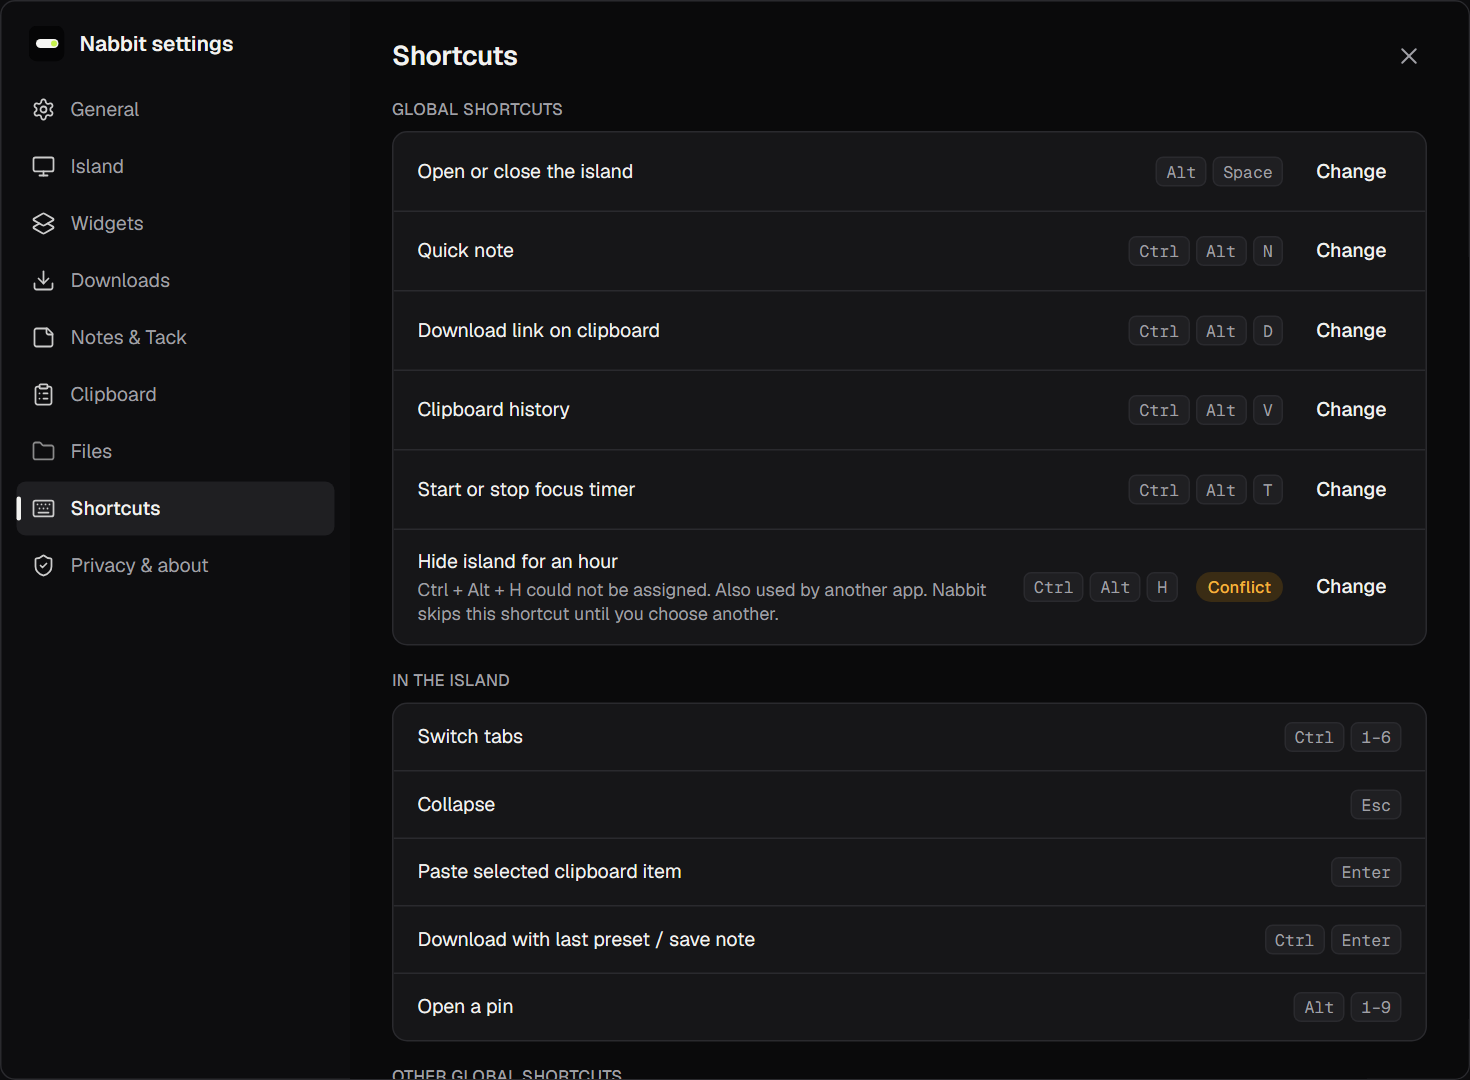 Nabbit settings
General
Island
Widgets
Downloads
Notes & Tack
Clipboard
Files
Shortcuts
Privacy & about
Shortcuts
GLOBAL SHORTCUTS
Open or close the island Alt Space Change
Quick note Ctrl Alt N Change
Download link on clipboard Ctrl Alt D Change
Clipboard history Ctrl Alt V Change
Start or stop focus timer Ctrl Alt T Change
Hide island for an hour
Ctrl + Alt + H could not be assigned. Also used by another app. Nabbit
skips this shortcut until you choose another.
Ctrl Alt H Conflict Change
IN THE ISLAND
Switch tabs Ctrl 1–6
Collapse Esc
Paste selected clipboard item Enter
Download with last preset / save note Ctrl Enter
Open a pin Alt 1–9
OTHER GLOBAL SHORTCUTS